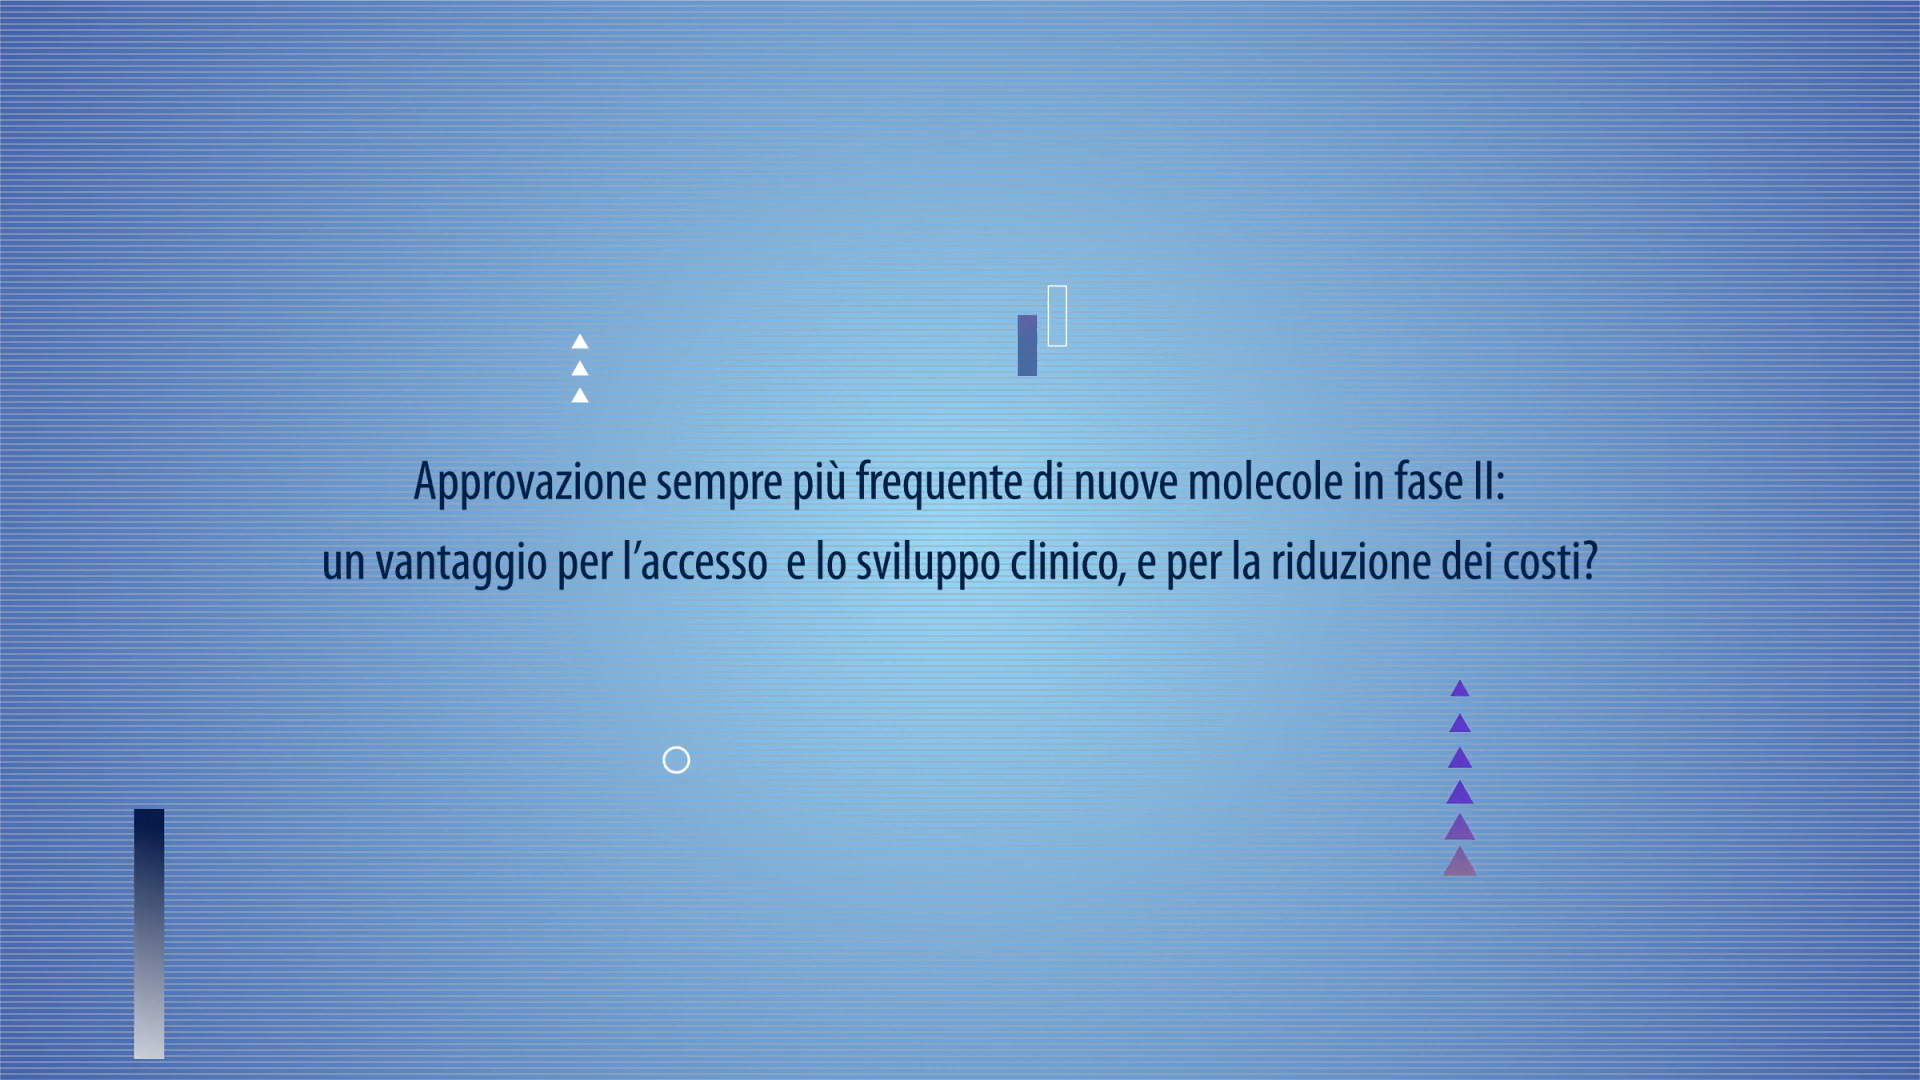 Approvazione sempre più frequente di nuove molecole in fase II:
un vantaggio per l’accesso  e lo sviluppo clinico, e per la riduzione dei costi?